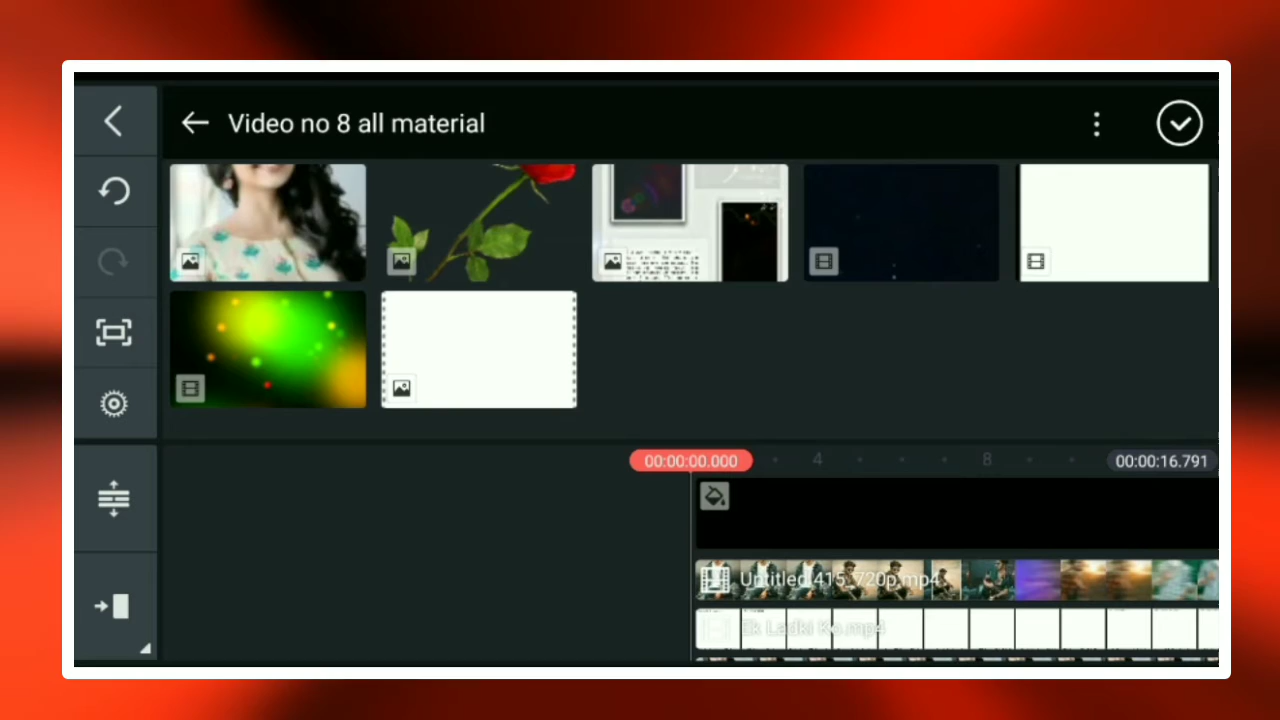 Video no 8 all material
00:00:00.000
4
8
00:00:16.791
Untitled 415_720p.mp4
Ek Ladki Ko.mp4